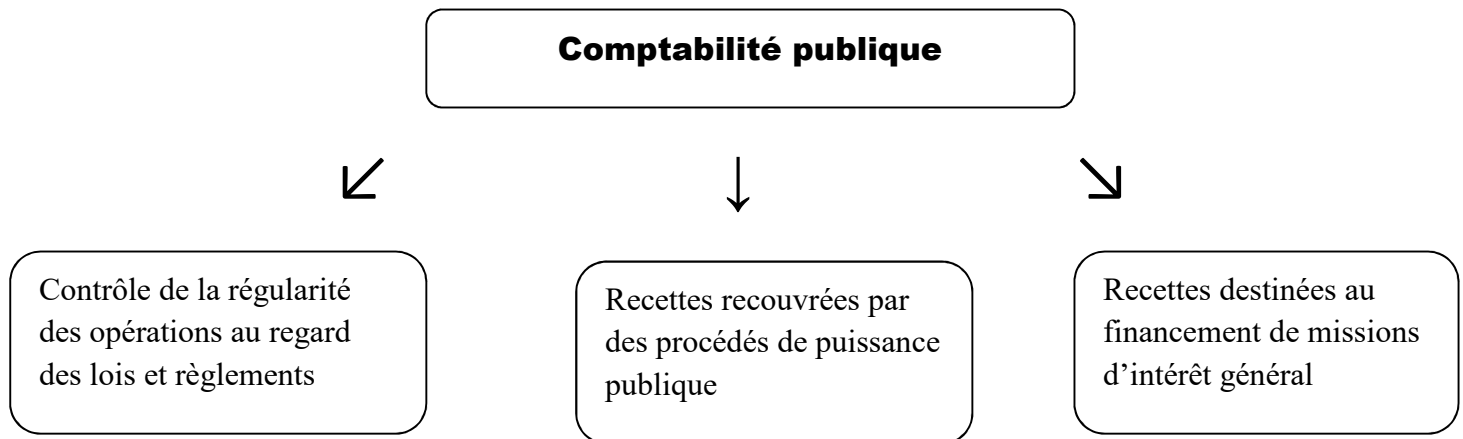 Comptabilité publique
Contrôle de la régularité
des opérations au regard
des lois et règlements
Recettes recouvrées par
des procédés de puissance
publique
Recettes destinées au
financement de missions
d’intérêt général